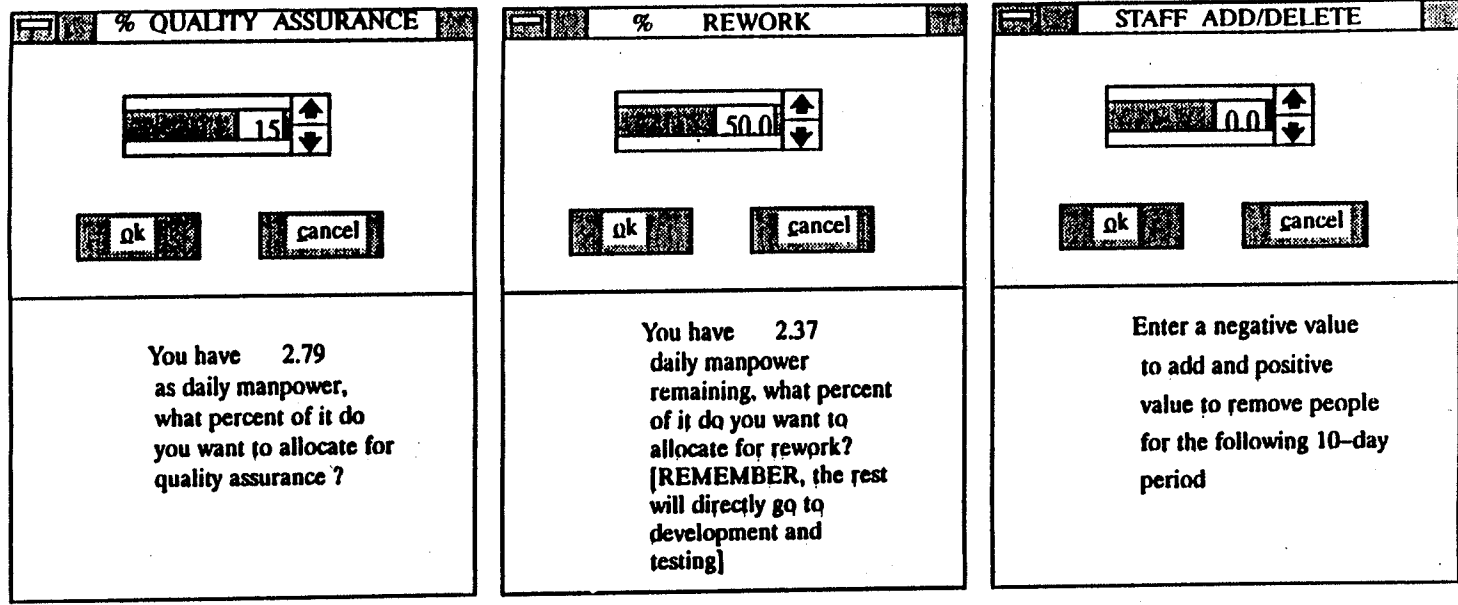 % QUALITY ASSURANCE
15
ok
cancel
You have 2.79
as daily manpower,
what percent of it do
you want to allocate for
quality assurance ?
% REWORK
50.0
ok
cancel
You have 2.37
daily manpower
remaining, what percent
of it do you want to
allocate for rework?
[REMEMBER, the rest
will directly go to
development and
testing]
STAFF ADD/DELETE
0.0
ok
cancel
Enter a negative value
to add and positive
value to remove people
for the following 10–day
period